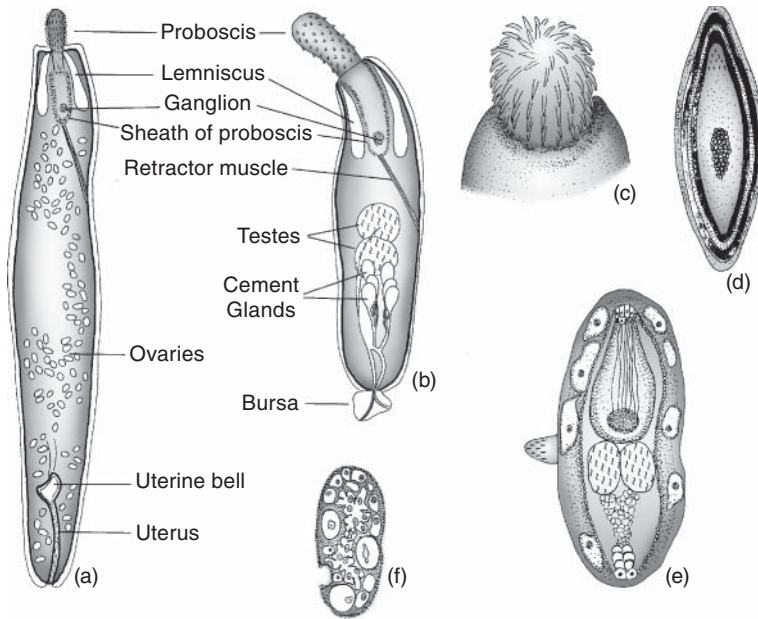 Proboscis
Lemniscus
Ganglion
Sheath of proboscis
Retractor muscle
(c)
(d)
Testes
Cement
Glands
Ovaries
(b)
Bursa
Uterine bell
Uterus
(a)
(f)
(e)